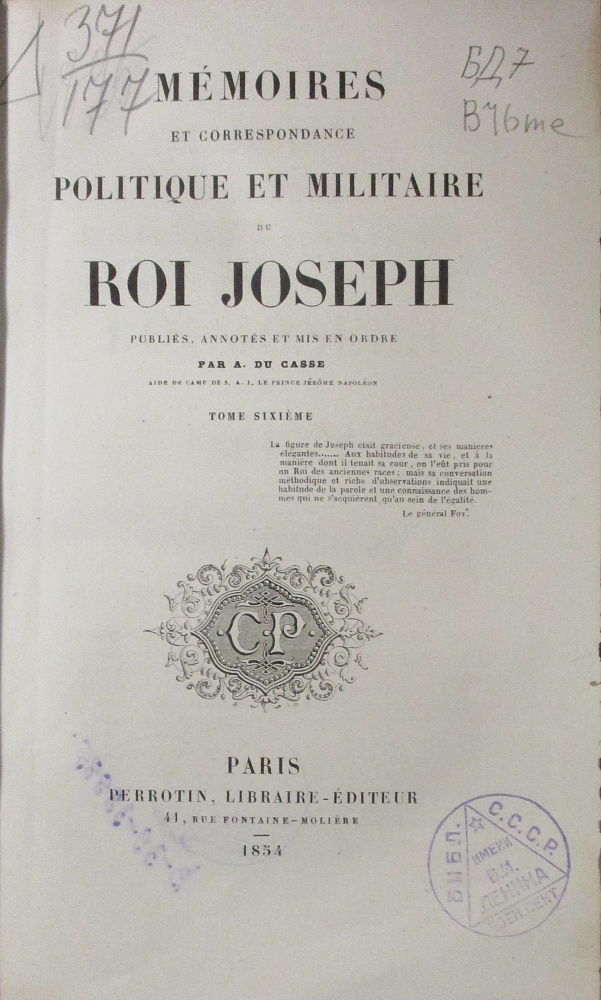 371
177
БД7
MÉMOIRES
ET CORRESPONDANCE
POLITIQUE ET MILITAIRE
DU
ROI JOSEPH
PUBLIÉS, ANNOTÉS ET MIS EN ORDRE
PAR A. DU CASSE
AIDE DE CAMP DE S. A. I. LE PRINCE JÉRÔME NAPOLÉON
TOME SIXIÈME
La figure de Joseph etait gracieuse, et ses manières
élégantes....... Aux habitudes de sa vie, et à la
manière dont il tenait sa cour, on l'eût pris pour
un Roi des anciennes races; mais sa conversation
méthodique et riche d'observations indiquait une
habitude de la parole et une connaissance des hom-
mes qui ne s'acquièrent qu'au sein de l'égalité.
Le général Foy.
CP
PARIS
PERROTIN, LIBRAIRE-ÉDITEUR
41, RUE FONTAINE-MOLIÈRE
1854
БИБЛ.
С.С.С.Р.
ИМЕНИ
В.И.
ЛЕНИНА